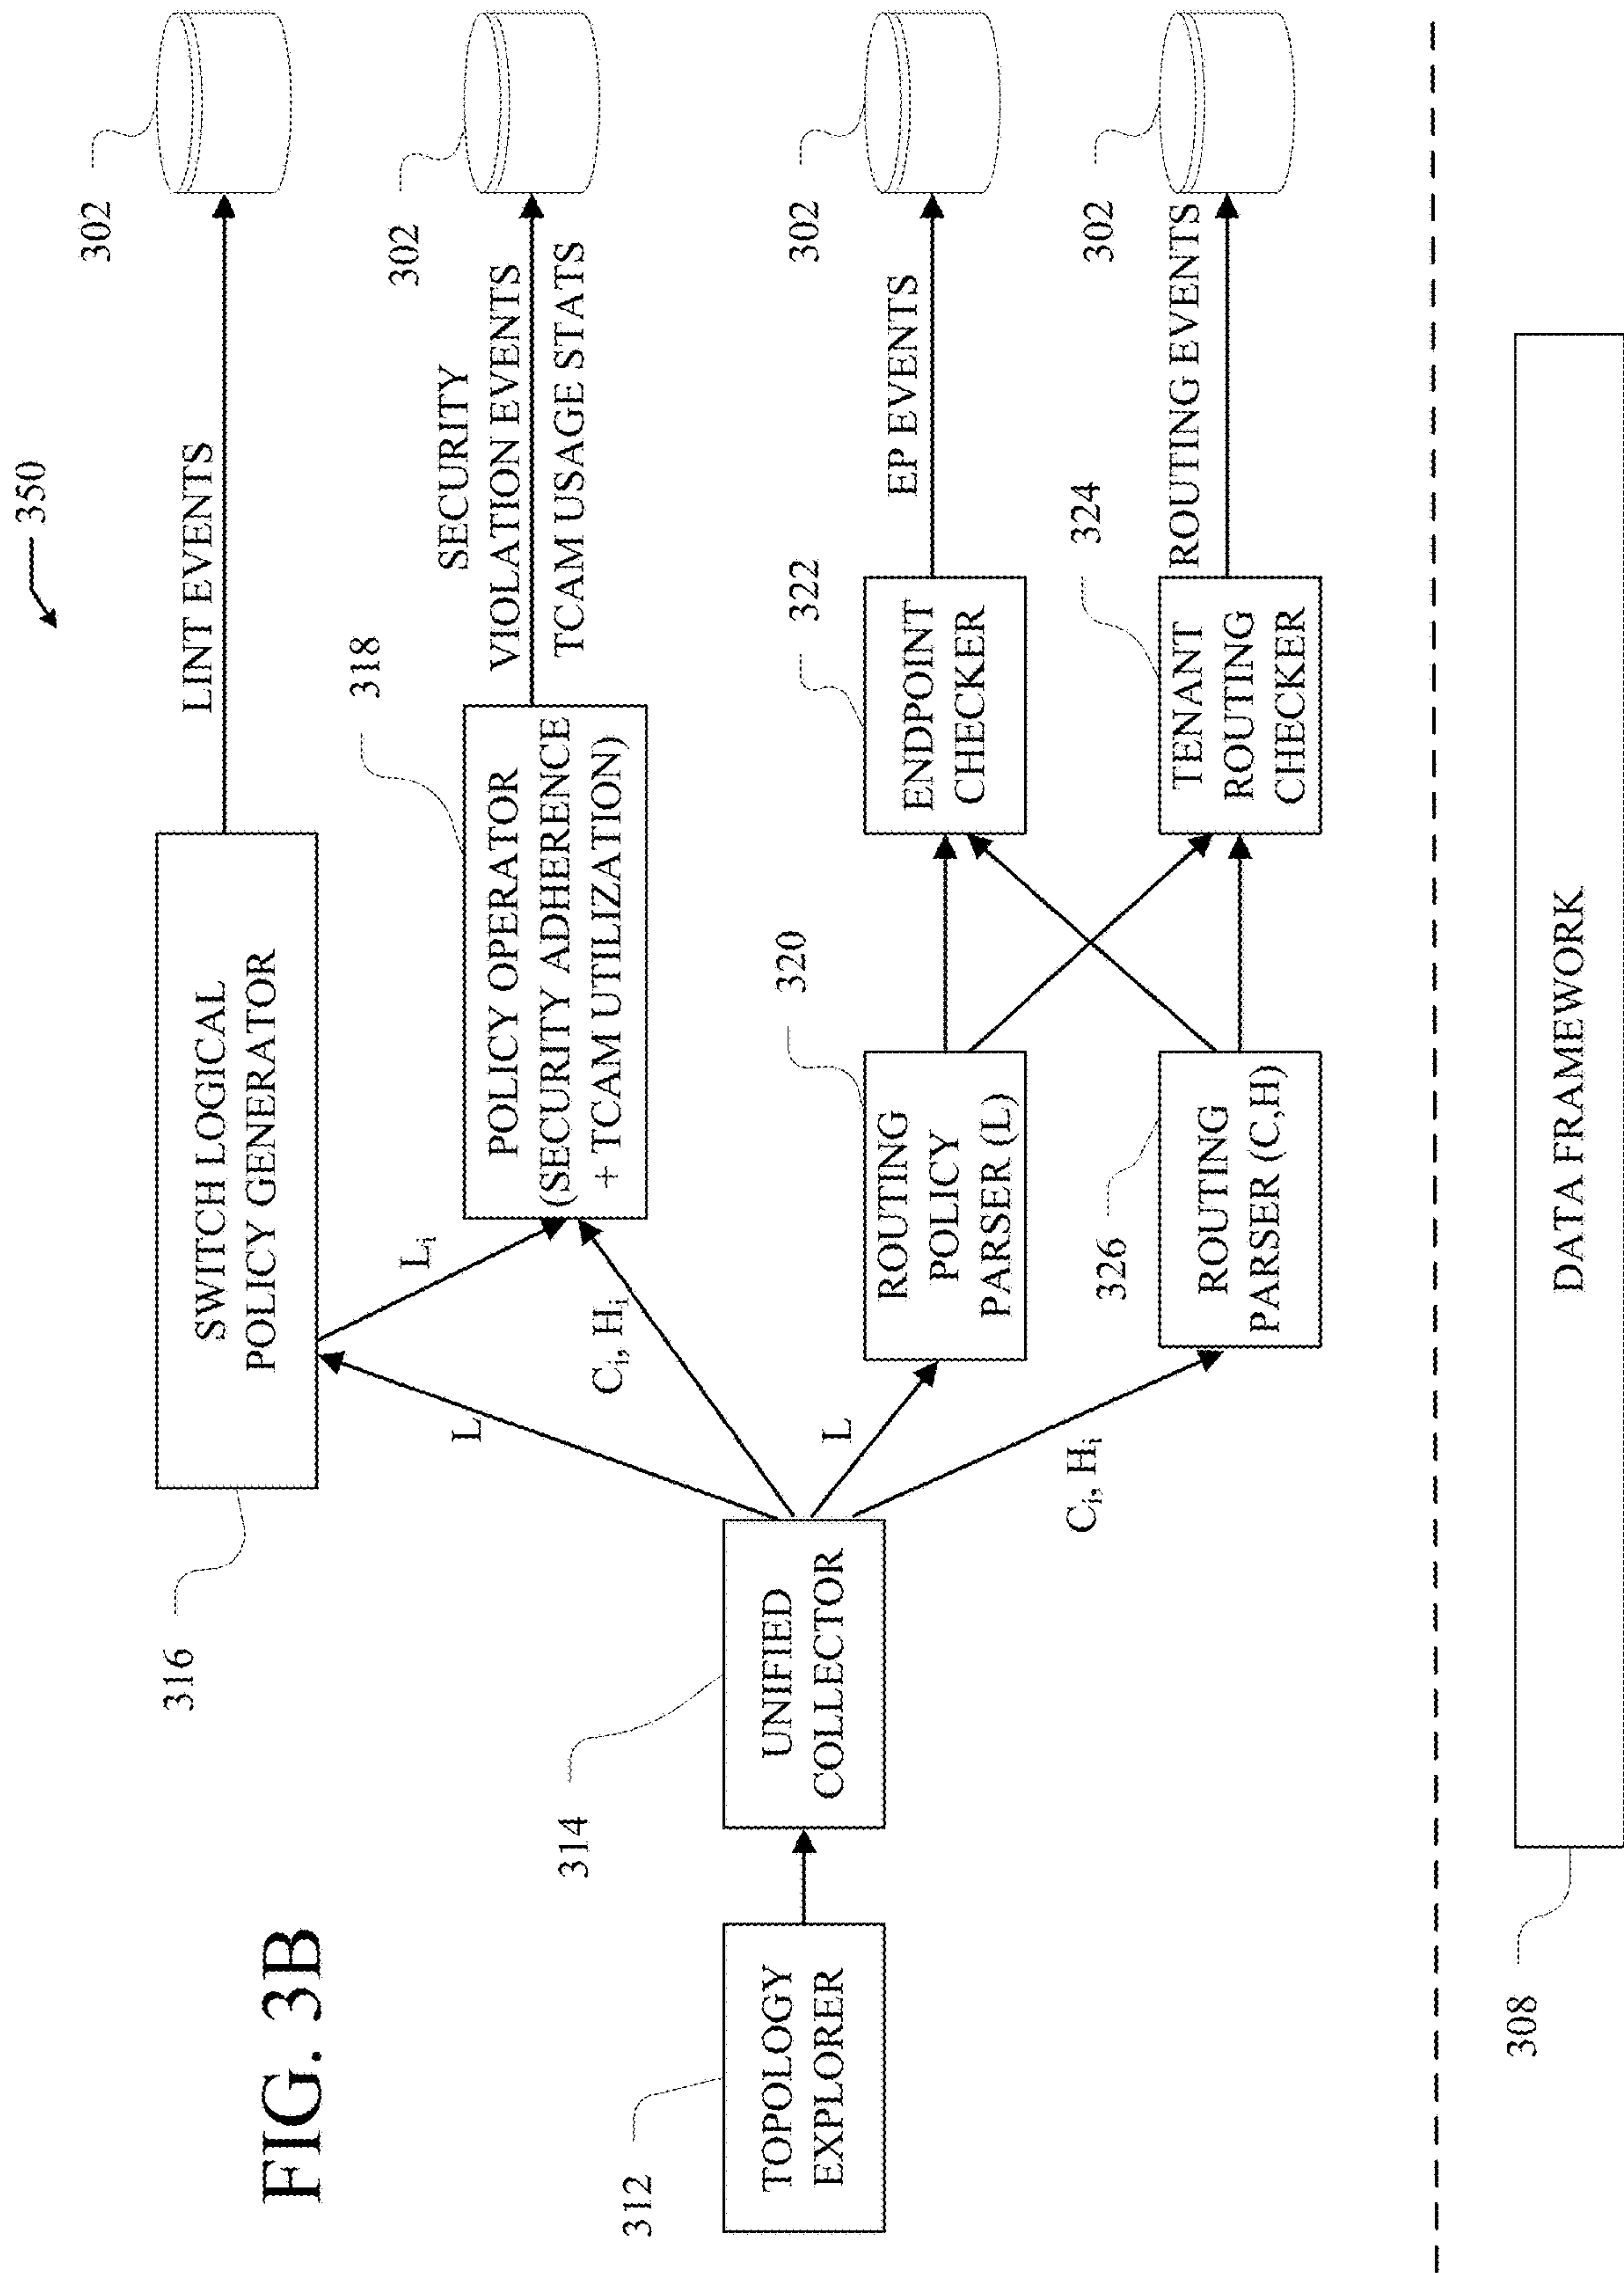 FIG. 3B
350
312
TOPOLOGY
EXPLORER
314
UNIFIED
COLLECTOR
L
Cᵢ, Hᵢ
L
Cᵢ, Hᵢ
316
SWITCH LOGICAL
POLICY GENERATOR
Lᵢ
318
POLICY OPERATOR
(SECURITY ADHERENCE
+ TCAM UTILIZATION)
320
ROUTING
POLICY
PARSER (L)
326
ROUTING
PARSER (C,H)
322
ENDPOINT
CHECKER
324
TENANT
ROUTING
CHECKER
LINT EVENTS
302
SECURITY
VIOLATION EVENTS
TCAM USAGE STATS
302
EP EVENTS
302
ROUTING EVENTS
302
308
DATA FRAMEWORK